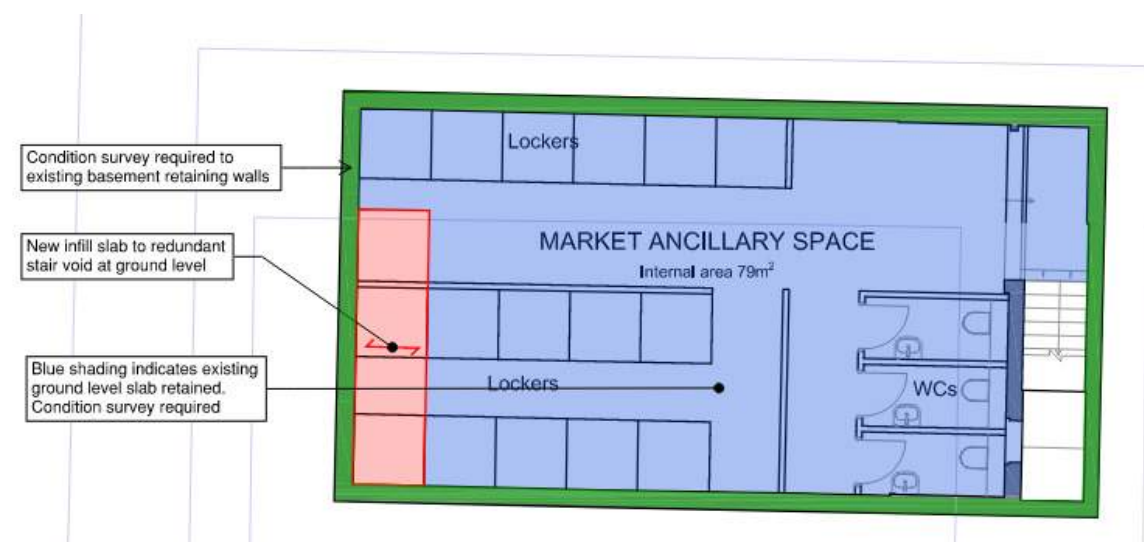 Lockers
Condition survey required to
existing basement retaining walls
New infill slab to redundant
stair void at ground level
MARKET ANCILLARY SPACE
Internal area 79m²
Blue shading indicates existing
ground level slab retained.
Condition survey required
Lockers
WCs